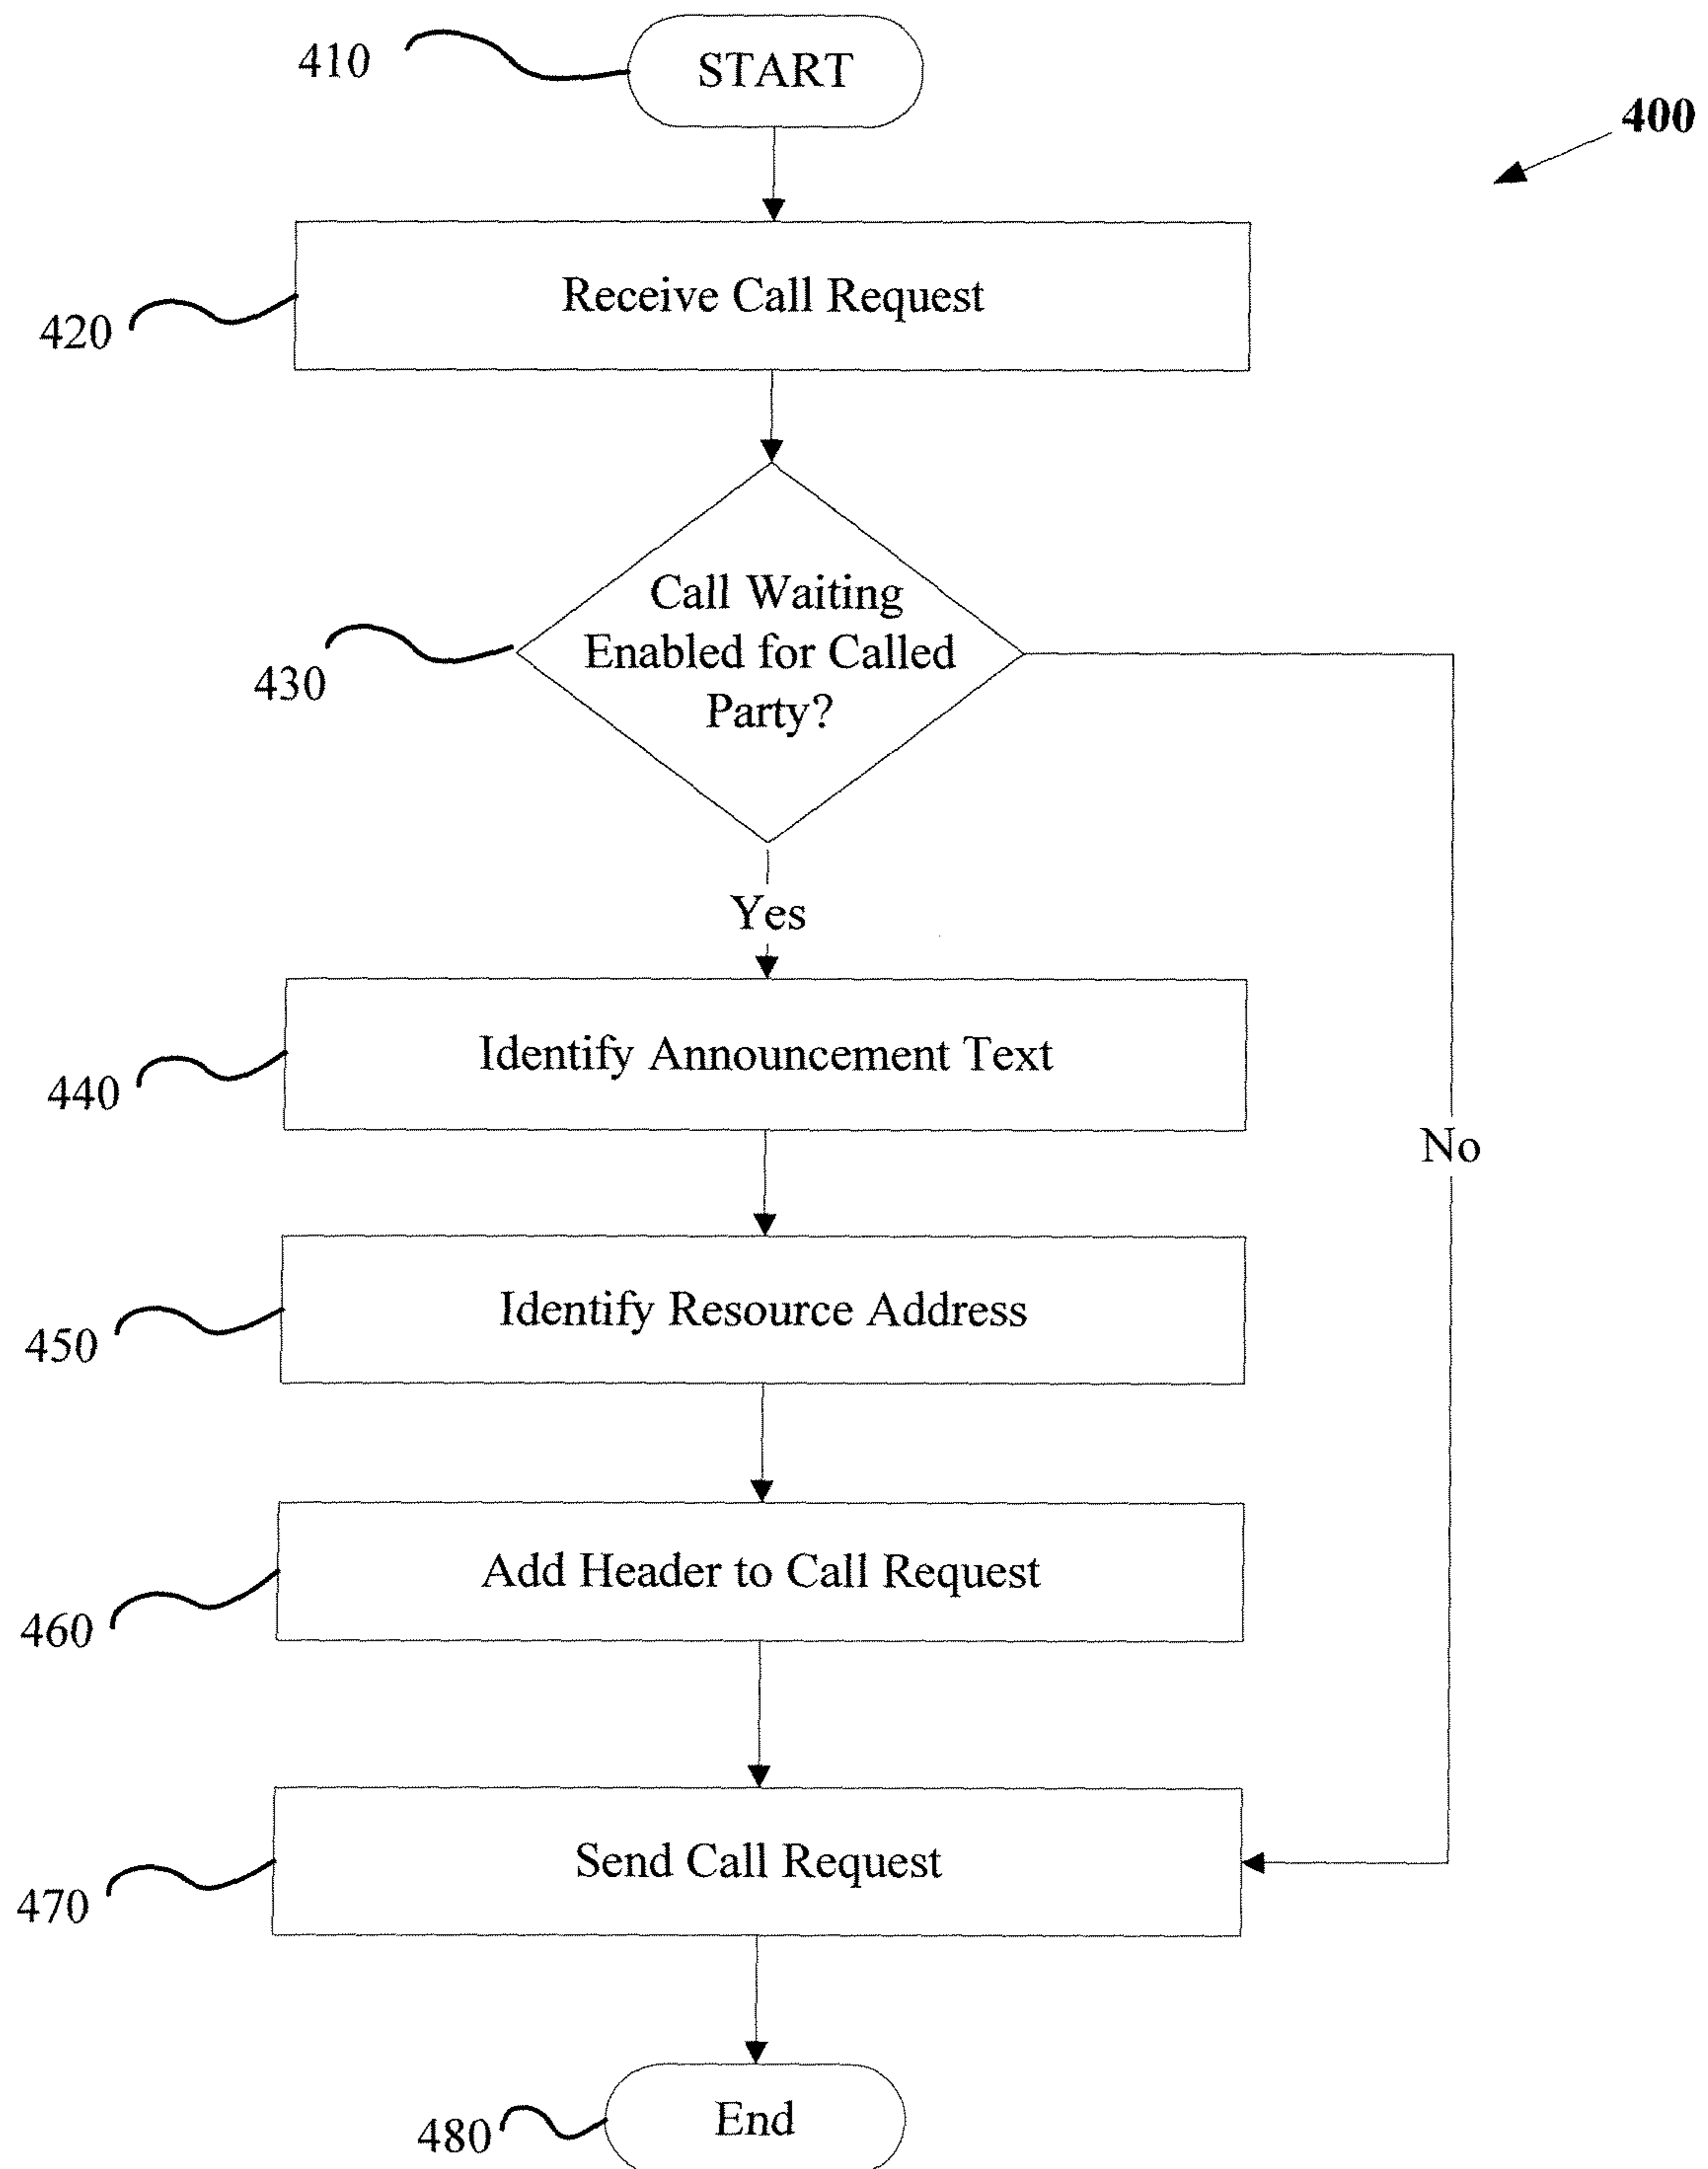 410
START
400
Receive Call Request
420
Call Waiting
Enabled for Called
Party?
430
Yes
Identify Announcement Text
440
No
Identify Resource Address
450
Add Header to Call Request
460
Send Call Request
470
End
480